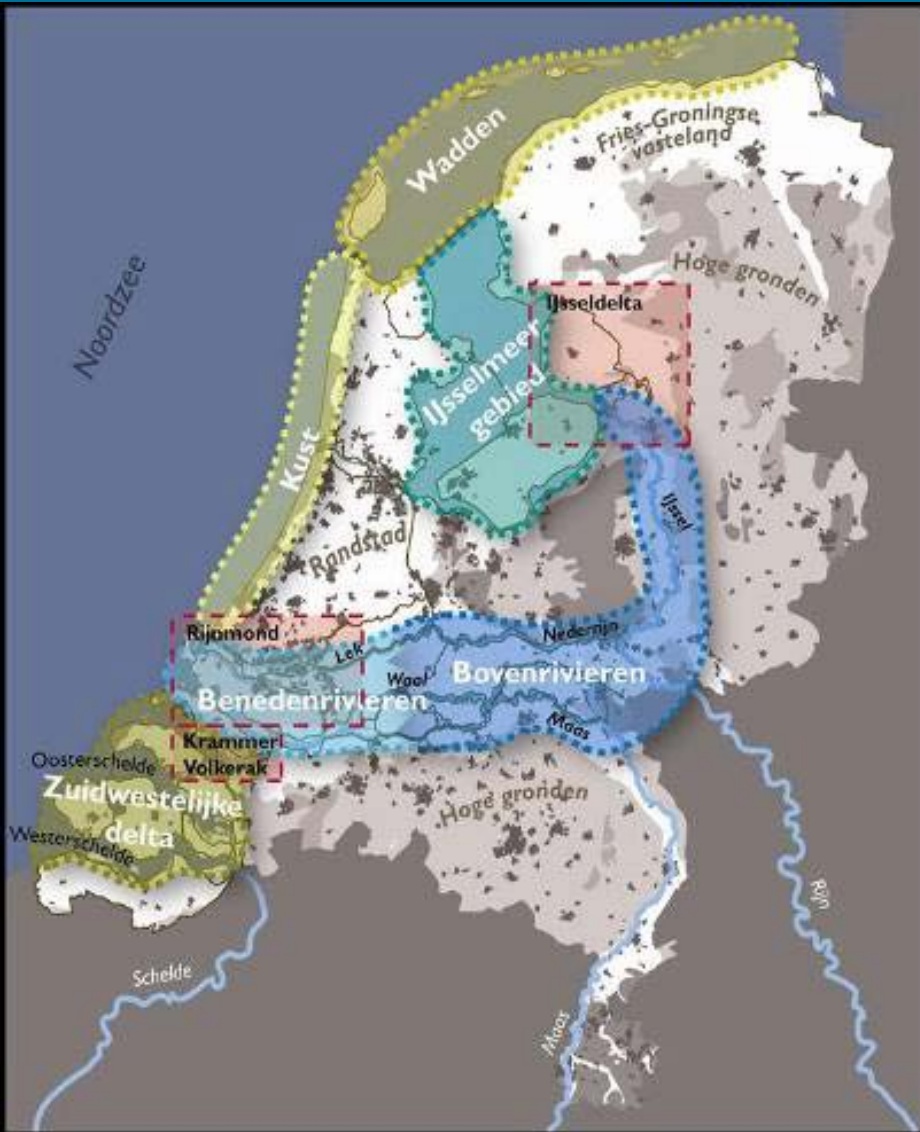 Wadden
Fries-Groningse
vasteland
Noordzee
Hoge gronden
IJsseldelta
IJsselmeer
gebied
Kust
IJssel
Randstad
Rijnmond
Nederrijn
Lek
Waal
Bovenrivieren
Benedenrivieren
Maas
Krammer
Volkerak
Oosterschelde
Zuidwestelijke
delta
Westerschelde
Hoge gronden
Rijn
Schelde
Maas